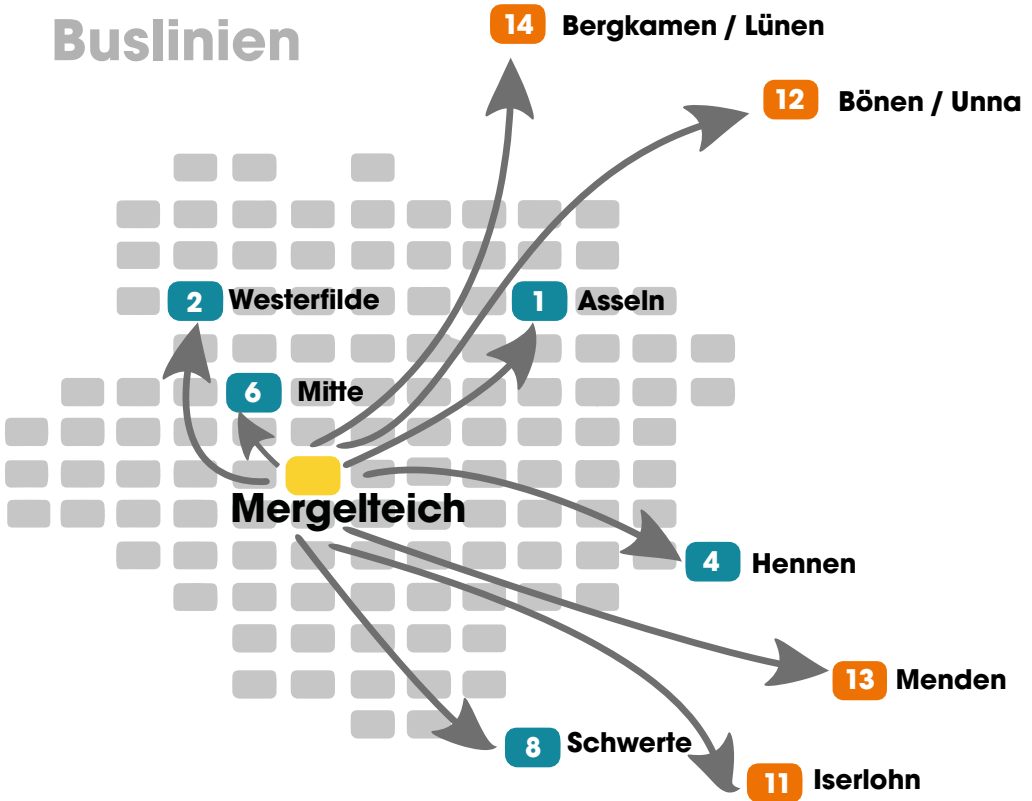 Buslinien
14 Bergkamen / Lünen
12 Bönen / Unna
2 Westerfilde
1 Asseln
6 Mitte
Mergelteich
4 Hennen
13 Menden
8 Schwerte
11 Iserlohn